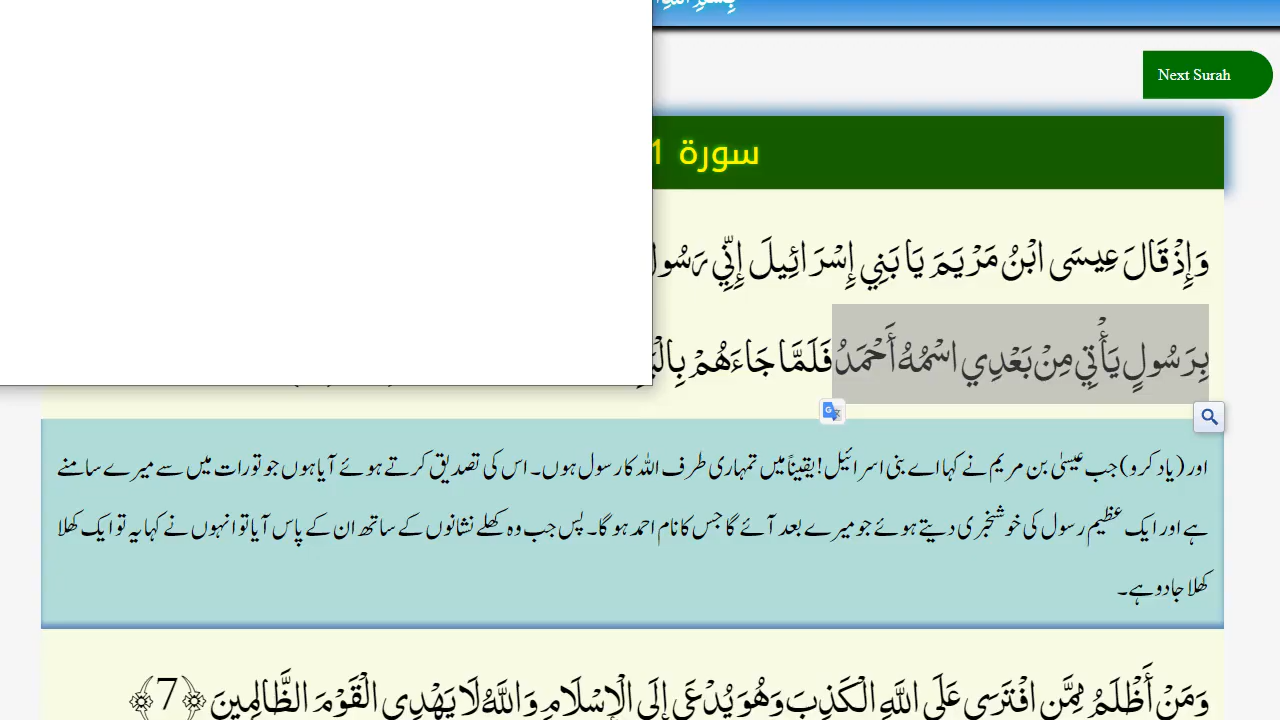 Next Surah
سورة
وَإِذْ قَالَ عِيسَى ابْنُ مَرْيَمَ يَا بَنِي إِسْرَائِيلَ إِنِّي
بِرَسُولٍ يَأْتِي مِنْ بَعْدِي اسْمُهُ أَحْمَدُ فَلَمَّا جَاءَهُمْ
اور (یاد کرو) جب عیسیٰ بن مریم نے کہا اے بنی اسرائیل! یقیناً میں تمہاری طرف اللہ کا رسول ہوں۔ اس کی تصدیق کرتے ہوئے آیا ہوں جو تورات میں سے میرے سامنے
ہے اور ایک عظیم رسول کی خوشخبری دیتے ہوئے جو میرے بعد آئے گا جس کا نام احمد ہو گا۔ پس جب وہ کھلے نشانوں کے ساتھ ان کے پاس آیا تو انہوں نے کہا یہ تو ایک کھلا
کھلا جادو ہے۔
وَمَنْ أَظْلَمُ مِمَّنِ افْتَرَى عَلَى اللَّهِ الْكَذِبَ وَهُوَ يُدْعَى إِلَى الْإِسْلَامِ وَاللَّهُ لَا يَهْدِي الْقَوْمَ الظَّالِمِينَ ﴿7﴾